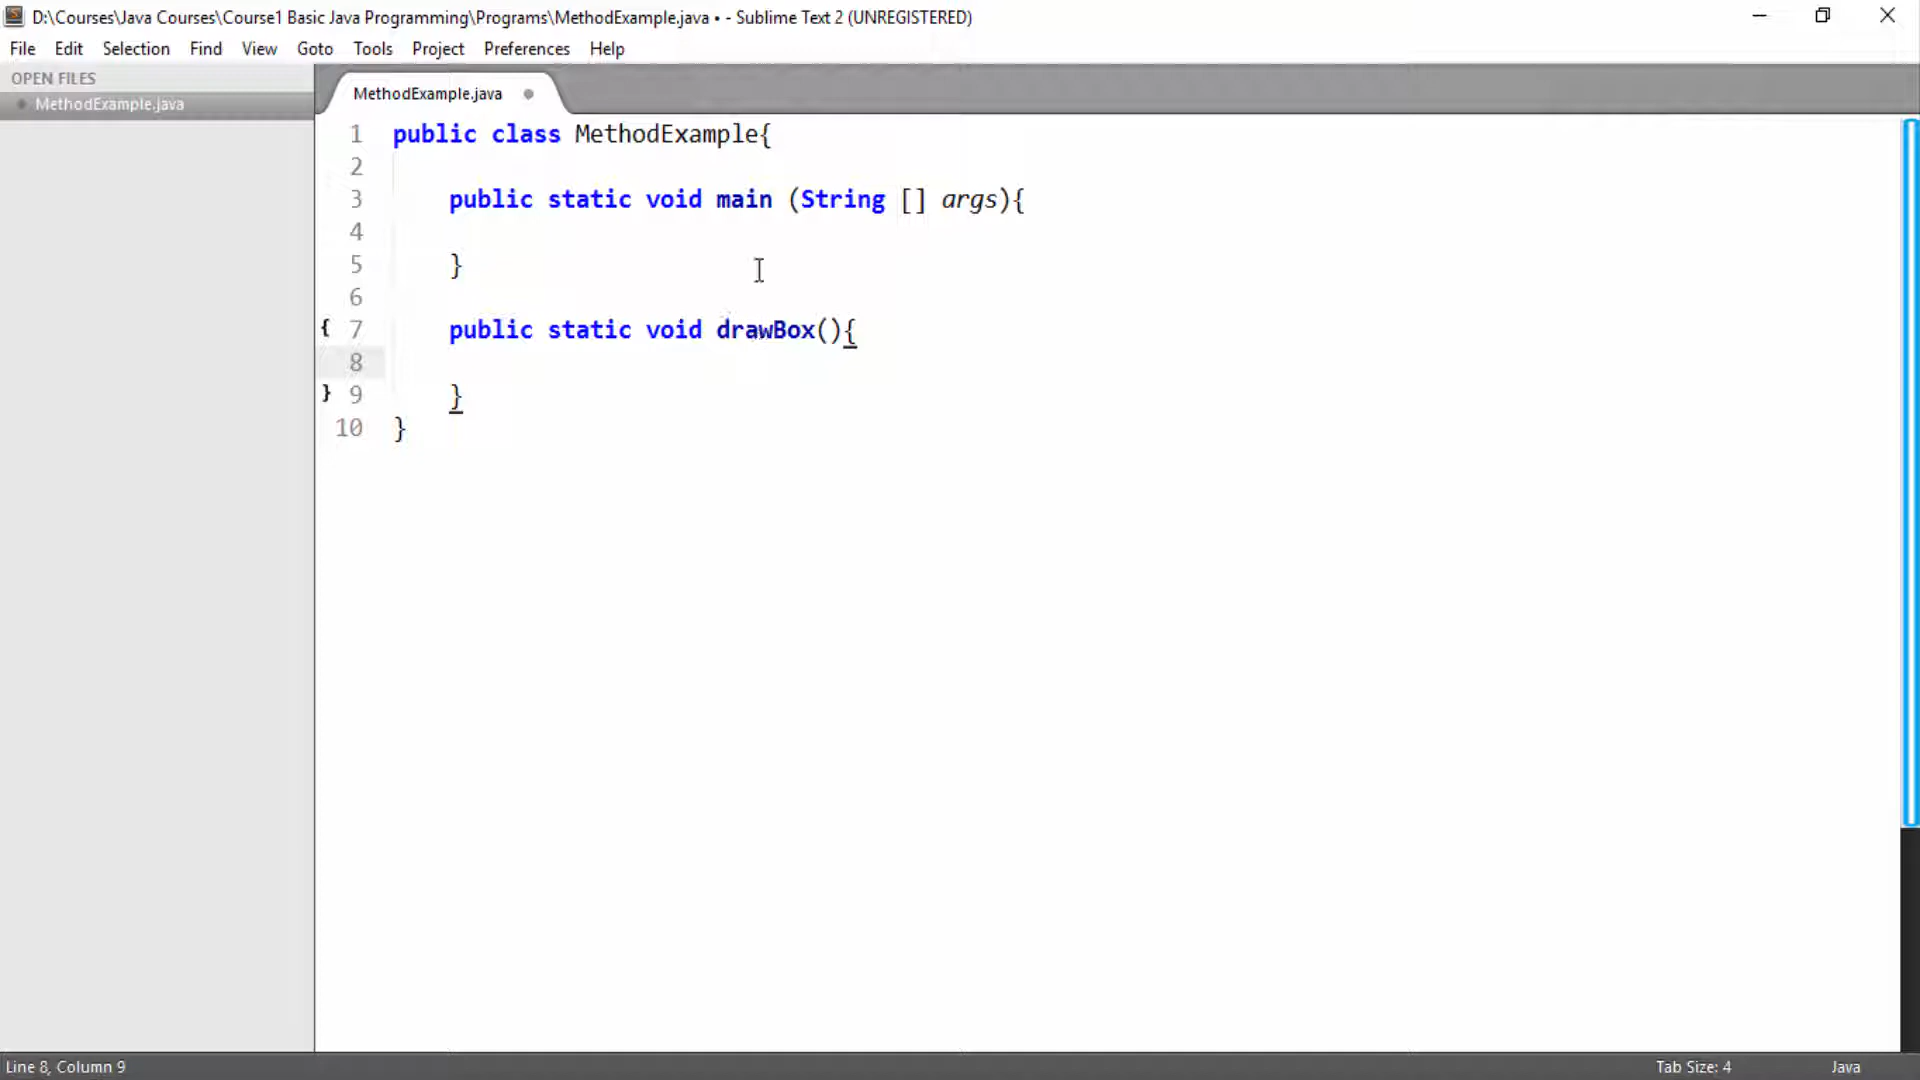 D:\Courses\Java Courses\Course1 Basic Java Programming\Programs\MethodExample.java • - Sublime Text 2 (UNREGISTERED)
File Edit Selection Find View Goto Tools Project Preferences Help
OPEN FILES
MethodExample.java
MethodExample.java
1 public class MethodExample{
2
3 public static void main (String [] args){
4
5 }
6
{ 7 public static void drawBox(){
8
} 9 }
10 }
Line 8, Column 9
Tab Size: 4
Java